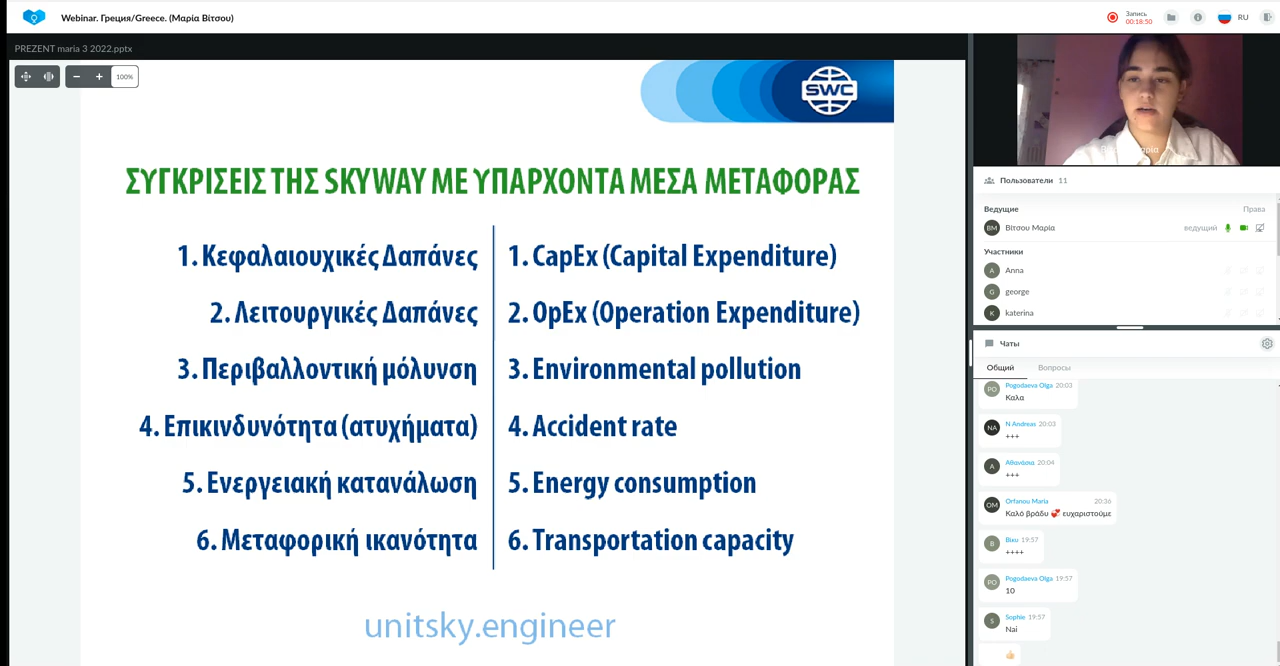 Webinar. Греция/Greece. (Марiа Вiтсоu)
Запись
00:18:50
RU
PREZENT maria 3 2022.pptx
100%
SWC
ΣΥΓΚΡΙΣΕΙΣ ΤΗΣ SKYWAY ΜΕ ΥΠΑΡΧΟΝΤΑ ΜΕΣΑ ΜΕΤΑΦΟΡΑΣ
1. Κεφαλαιουχικές Δαπάνες
1. CapEx (Capital Expenditure)
2. Λειτουργικές Δαπάνες
2. OpEx (Operation Expenditure)
3. Περιβαλλοντική μόλυνση
3. Environmental pollution
4. Επικινδυνότητα (ατυχήματα)
4. Accident rate
5. Ενεργειακή κατανάλωση
5. Energy consumption
6. Μεταφορική ικανότητα
6. Transportation capacity
unitsky.engineer
Пользователи 11
Ведущие
Права
BM
Βίτσου Μαρία
ведущий
Участники
A
Anna
G
george
K
katerina
Чаты
Общий
Вопросы
PO
Pogodaeva Olga 20:03
Καλα
NA
N Andreas 20:03
+++
A
Αθανάσια 20:04
+++
OM
Orfanou Maria 20:36
Καλό βράδυ 💞 ευχαριστούμε
B
Βίκυ 19:57
++++
PO
Pogodaeva Olga 19:57
10
S
Sophie 19:57
Nai
👍🏻